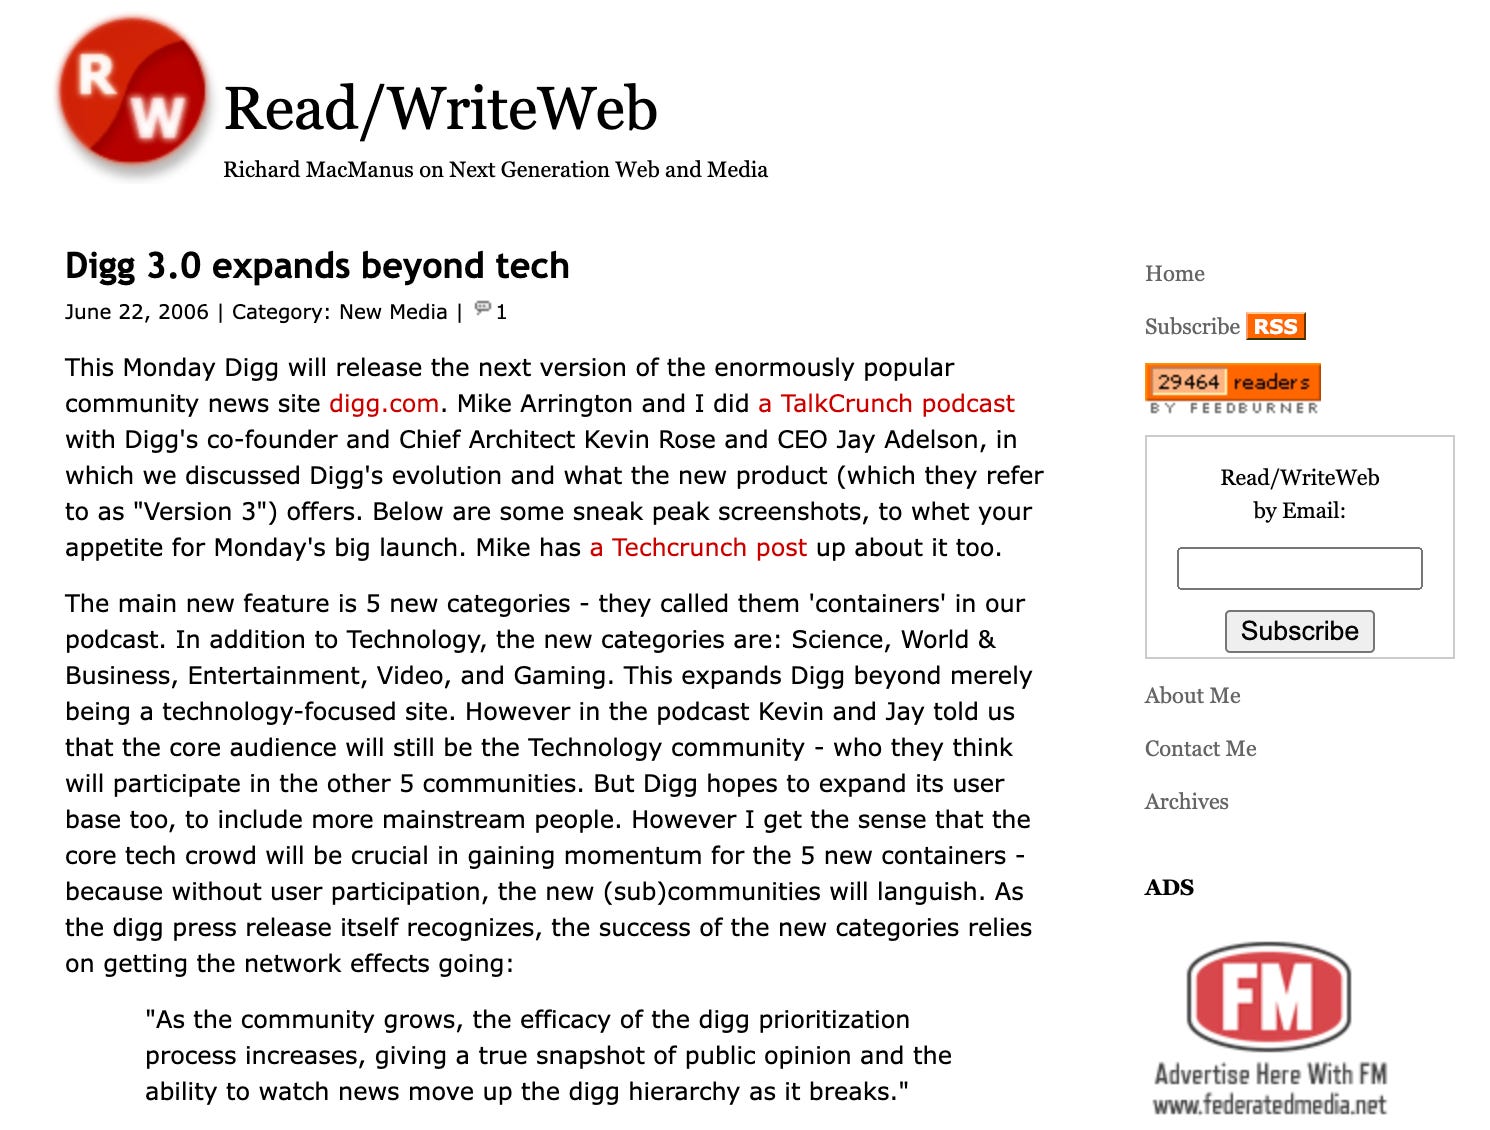 R
W
Read/WriteWeb
Richard MacManus on Next Generation Web and Media
Digg 3.0 expands beyond tech
June 22, 2006 | Category: New Media | 1
This Monday Digg will release the next version of the enormously popular
community news site digg.com. Mike Arrington and I did a TalkCrunch podcast
with Digg's co-founder and Chief Architect Kevin Rose and CEO Jay Adelson, in
which we discussed Digg's evolution and what the new product (which they refer
to as "Version 3") offers. Below are some sneak peak screenshots, to whet your
appetite for Monday's big launch. Mike has a Techcrunch post up about it too.
The main new feature is 5 new categories - they called them 'containers' in our
podcast. In addition to Technology, the new categories are: Science, World &
Business, Entertainment, Video, and Gaming. This expands Digg beyond merely
being a technology-focused site. However in the podcast Kevin and Jay told us
that the core audience will still be the Technology community - who they think
will participate in the other 5 communities. But Digg hopes to expand its user
base too, to include more mainstream people. However I get the sense that the
core tech crowd will be crucial in gaining momentum for the 5 new containers -
because without user participation, the new (sub)communities will languish. As
the digg press release itself recognizes, the success of the new categories relies
on getting the network effects going:
"As the community grows, the efficacy of the digg prioritization
process increases, giving a true snapshot of public opinion and the
ability to watch news move up the digg hierarchy as it breaks."
Home
Subscribe RSS
29464 readers
BY FEEDBURNER
Read/WriteWeb
by Email:
Subscribe
About Me
Contact Me
Archives
ADS
FM
Advertise Here With FM
www.federatedmedia.net